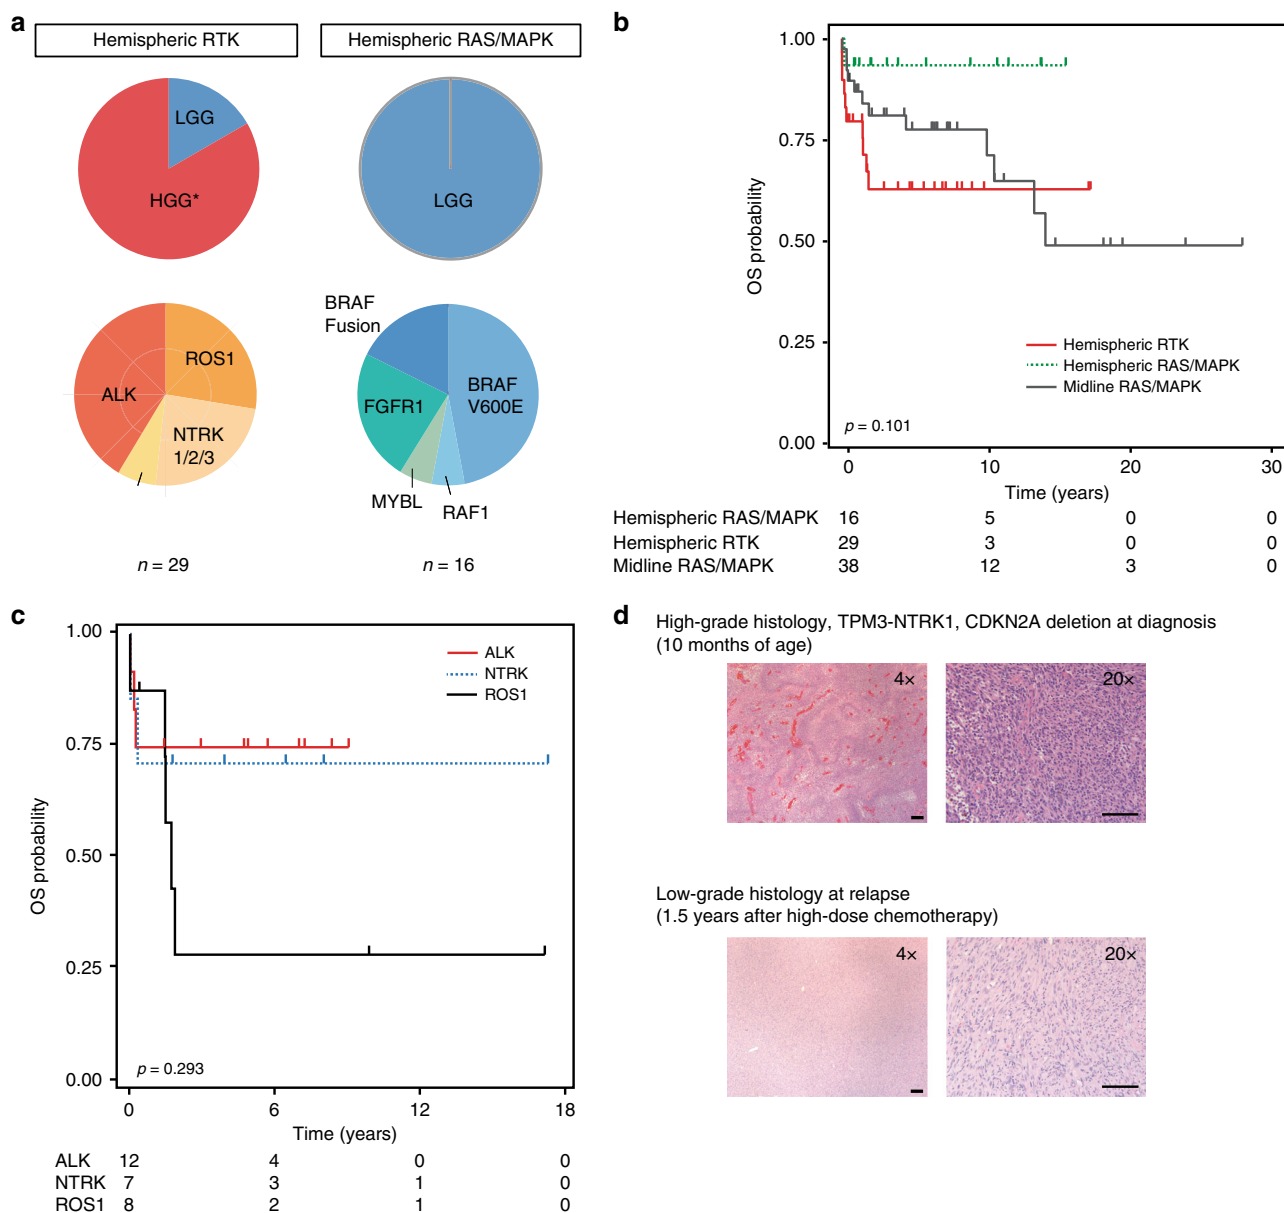 a
Hemispheric RTK
Hemispheric RAS/MAPK
LGG
HGG*
LGG
ROS1
ALK
NTRK
1/2/3
BRAF
Fusion
BRAF
V600E
FGFR1
MYBL
RAF1
n = 29
n = 16
b
OS probability
1.00
0.75
0.50
0.25
0.00
Hemispheric RTK
Hemispheric RAS/MAPK
Midline RAS/MAPK
p = 0.101
0 10 20 30
Time (years)
Hemispheric RAS/MAPK 16 5 0 0
Hemispheric RTK 29 3 0 0
Midline RAS/MAPK 38 12 3 0
c
OS probability
1.00
0.75
0.50
0.25
0.00
ALK
NTRK
ROS1
p = 0.293
0 6 12 18
Time (years)
ALK 12 4 0 0
NTRK 7 3 1 0
ROS1 8 2 1 0
d
High-grade histology, TPM3-NTRK1, CDKN2A deletion at diagnosis
(10 months of age)
4×
20×
Low-grade histology at relapse
(1.5 years after high-dose chemotherapy)
4×
20×